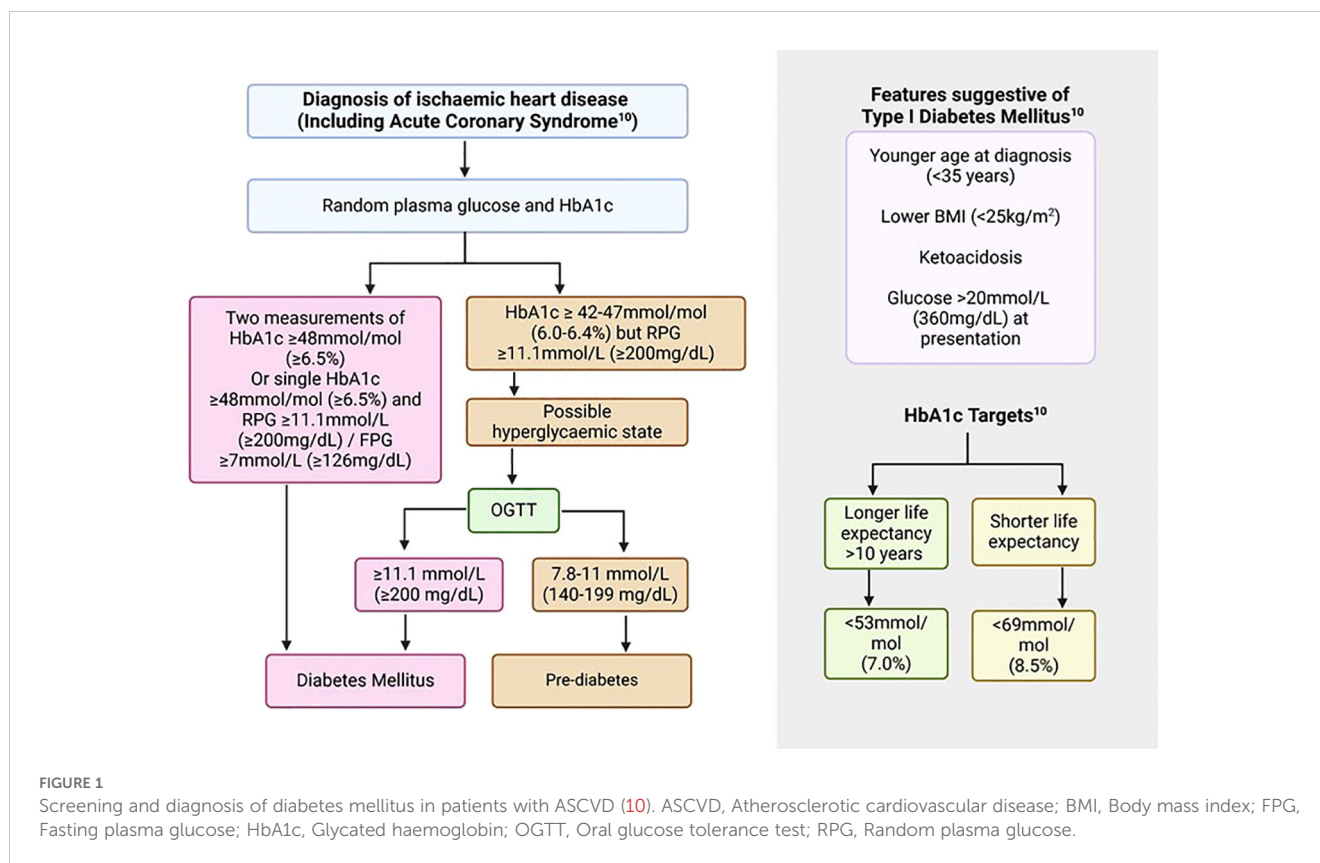 Diagnosis of ischaemic heart disease
(Including Acute Coronary Syndrome¹⁰)
Random plasma glucose and HbA1c
Two measurements of
HbA1c ≥48mmol/mol
(≥6.5%)
Or single HbA1c
≥48mmol/mol (≥6.5%) and
RPG ≥11.1mmol/L
(≥200mg/dL) / FPG
≥7mmol/L (≥126mg/dL)
HbA1c ≥ 42-47mmol/mol
(6.0-6.4%) but RPG
≥11.1mmol/L (≥200mg/dL)
Possible
hyperglycaemic state
OGTT
≥11.1 mmol/L
(≥200 mg/dL)
7.8-11 mmol/L
(140-199 mg/dL)
Diabetes Mellitus
Pre-diabetes
Features suggestive of
Type I Diabetes Mellitus¹⁰
Younger age at diagnosis
(<35 years)
Lower BMI (<25kg/m²)
Ketoacidosis
Glucose >20mmol/L
(360mg/dL) at
presentation
HbA1c Targets¹⁰
Longer life
expectancy
>10 years
Shorter life
expectancy
<53mmol/
mol
(7.0%)
<69mmol/
mol
(8.5%)
FIGURE 1
Screening and diagnosis of diabetes mellitus in patients with ASCVD (10). ASCVD, Atherosclerotic cardiovascular disease; BMI, Body mass index; FPG,
Fasting plasma glucose; HbA1c, Glycated haemoglobin; OGTT, Oral glucose tolerance test; RPG, Random plasma glucose.